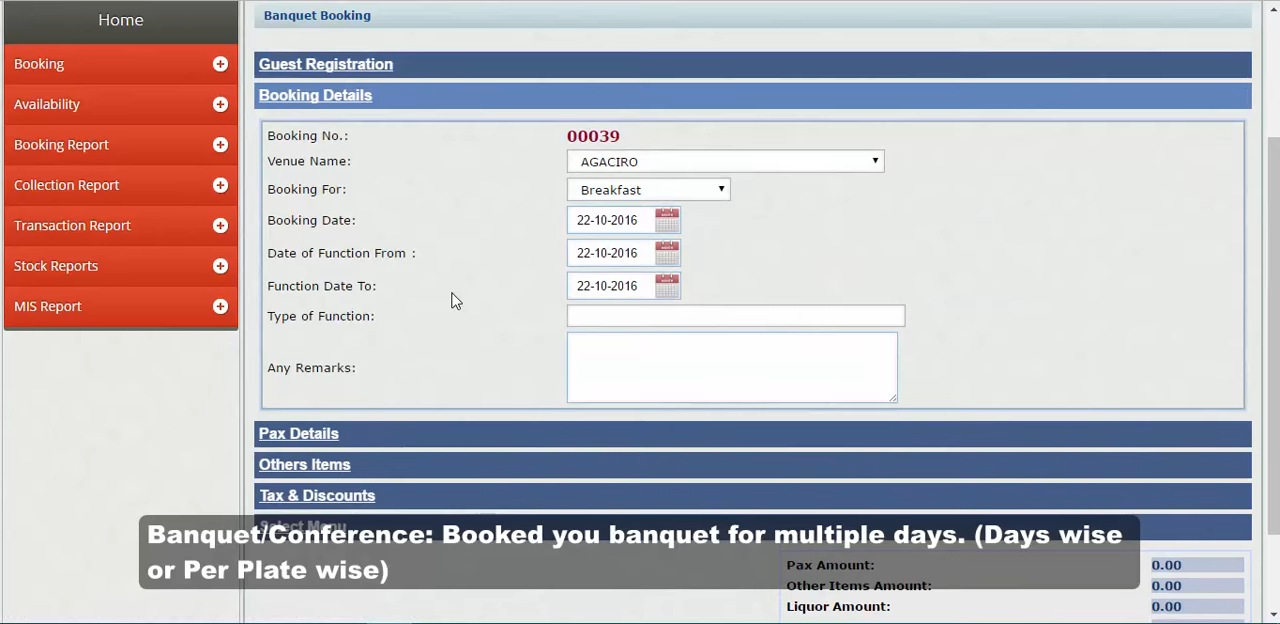 Home
Booking
Availability
Booking Report
Collection Report
Transaction Report
Stock Reports
MIS Report
Banquet Booking
Guest Registration
Booking Details
Booking No.: 00039
Venue Name: AGACIRO
Booking For: Breakfast
Booking Date: 22-10-2016
Date of Function From : 22-10-2016
Function Date To: 22-10-2016
Type of Function:
Any Remarks:
Pax Details
Others Items
Tax & Discounts
Select Menu
Banquet/Conference: Booked you banquet for multiple days. (Days wise
or Per Plate wise)
Pax Amount: 0.00
Other Items Amount: 0.00
Liquor Amount: 0.00